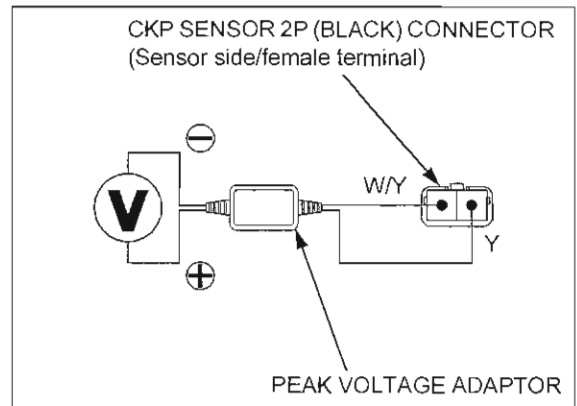 CKP SENSOR 2P (BLACK) CONNECTOR
(Sensor side/female terminal)
−
W/Y
V
Y
+
PEAK VOLTAGE ADAPTOR